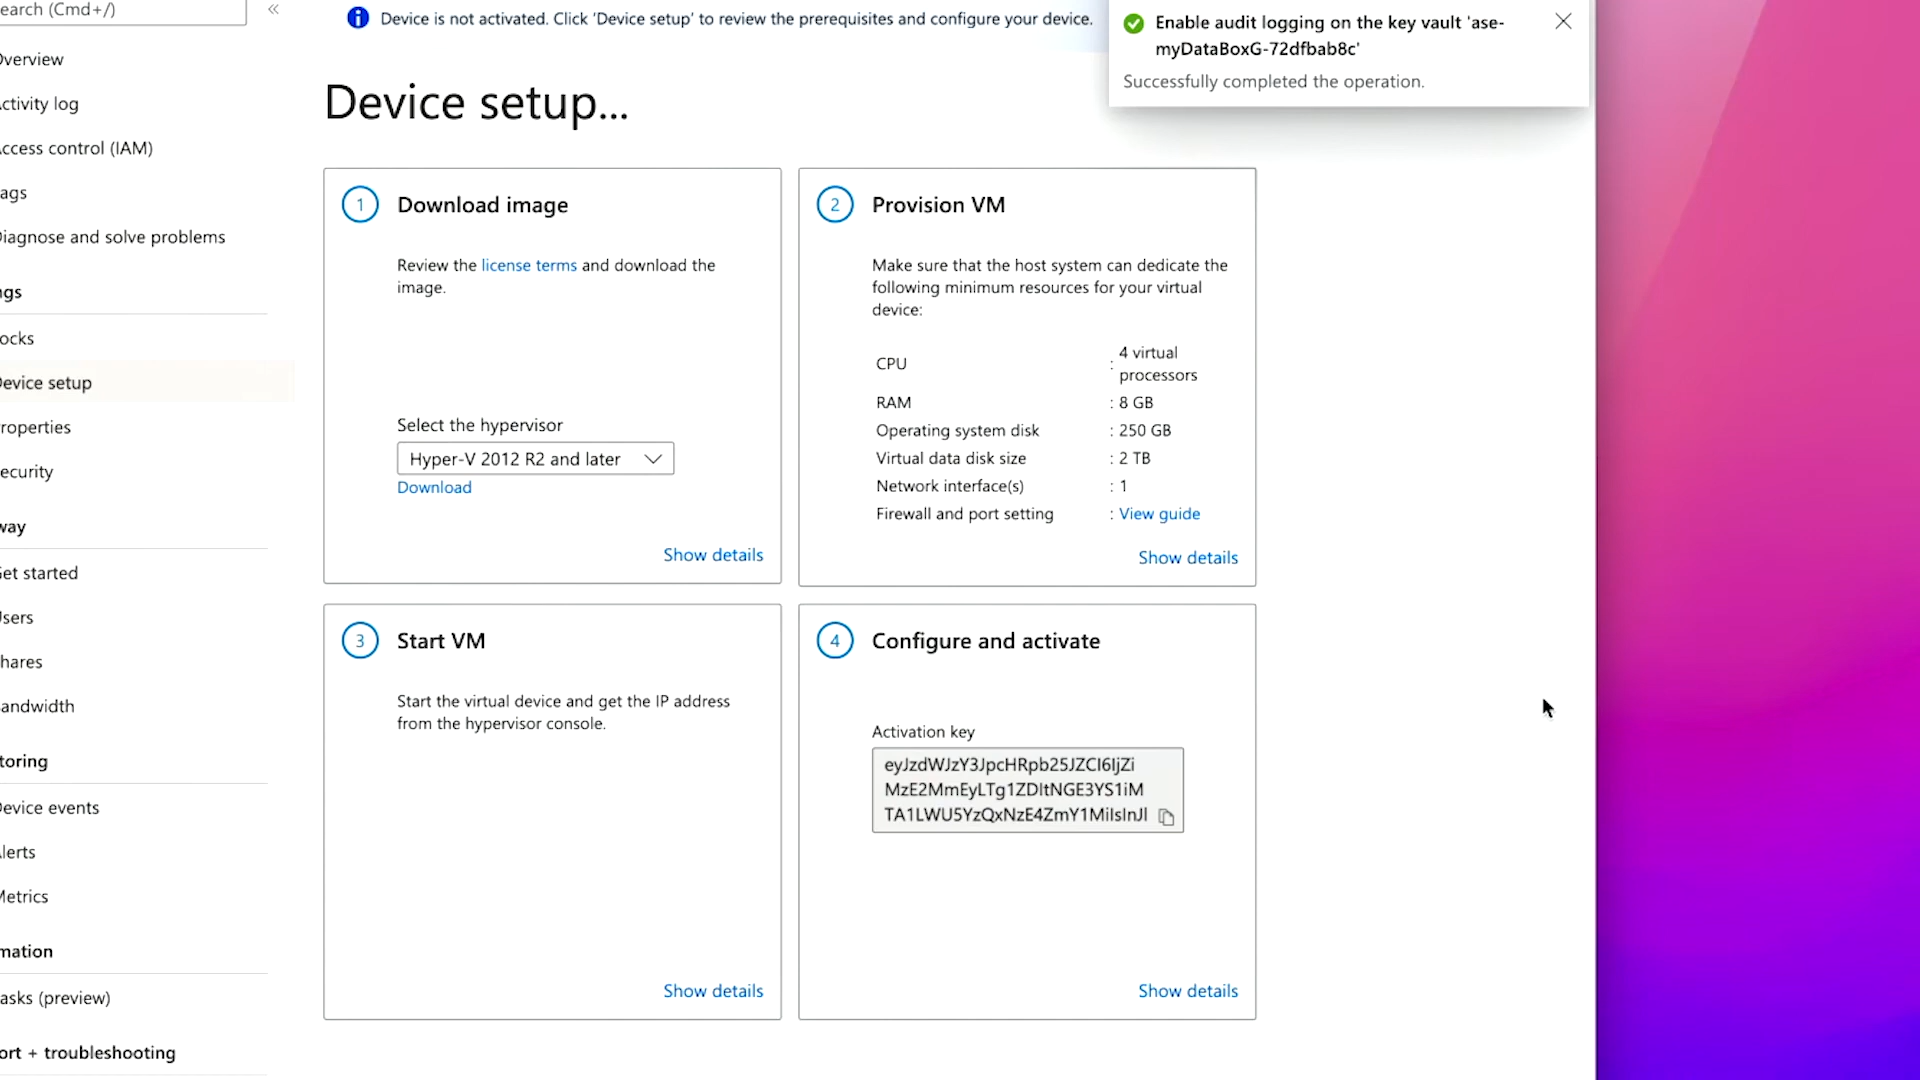 earch (Cmd+/)
«
Device is not activated. Click 'Device setup' to review the prerequisites and configure your device.
Enable audit logging on the key vault 'ase-
myDataBoxG-72dfbab8c'
Successfully completed the operation.
Overview
ctivity log
ccess control (IAM)
ags
iagnose and solve problems
ngs
ocks
Device setup
roperties
ecurity
way
Get started
Users
hares
andwidth
toring
Device events
lerts
Metrics
mation
asks (preview)
ort + troubleshooting
Device setup...
1 Download image
Review the license terms and download the
image.
Select the hypervisor
Hyper-V 2012 R2 and later
Download
Show details
2 Provision VM
Make sure that the host system can dedicate the
following minimum resources for your virtual
device:
CPU : 4 virtual
processors
RAM : 8 GB
Operating system disk : 250 GB
Virtual data disk size : 2 TB
Network interface(s) : 1
Firewall and port setting : View guide
Show details
3 Start VM
Start the virtual device and get the IP address
from the hypervisor console.
Show details
4 Configure and activate
Activation key
eyJzdWJzY3JpcHRpb25JZCI6IjZi
MzE2MmEyLTg1ZDItNGE3YS1iM
TA1LWU5YzQxNzE4ZmY1MiIsInJl
Show details